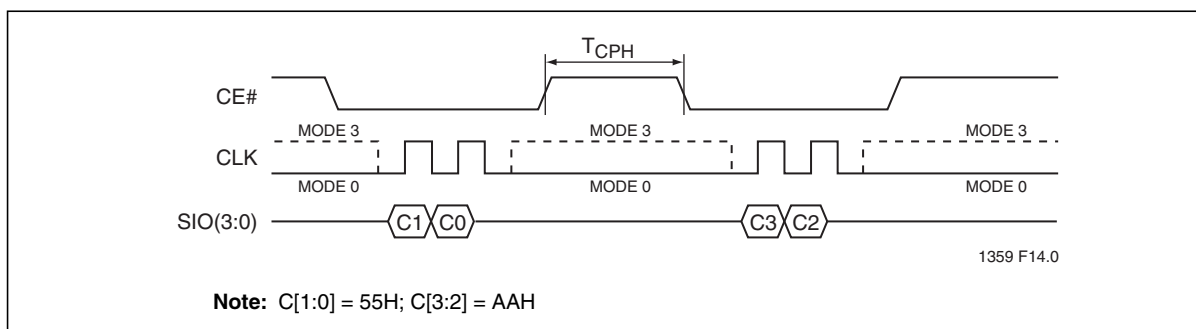 TCPH
CE#
MODE 3 MODE 3 MODE 3
CLK
MODE 0 MODE 0 MODE 0
SIO(3:0) C1 C0 C3 C2
1359 F14.0
Note: C[1:0] = 55H; C[3:2] = AAH